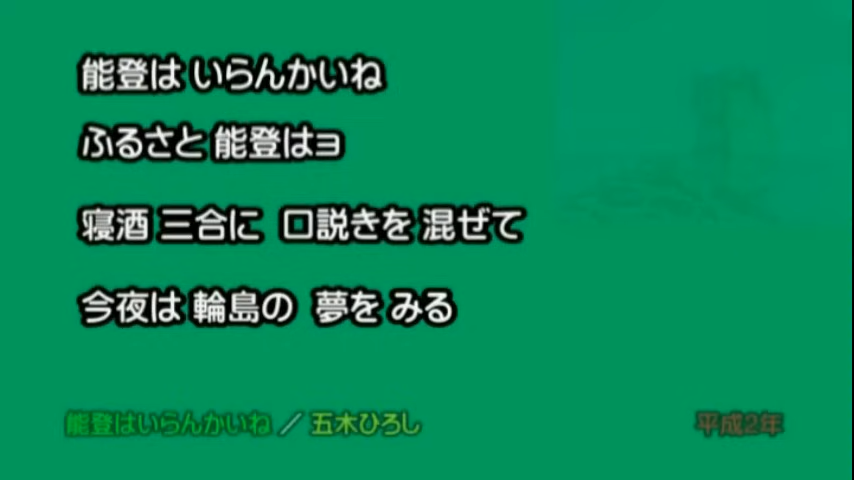 能登は いらんかいね
ふるさと 能登はヨ
寝酒 三合に 口説きを 混ぜて
今夜は 輪島の 夢を みる
能登はいらんかいね / 五木ひろし 平成2年